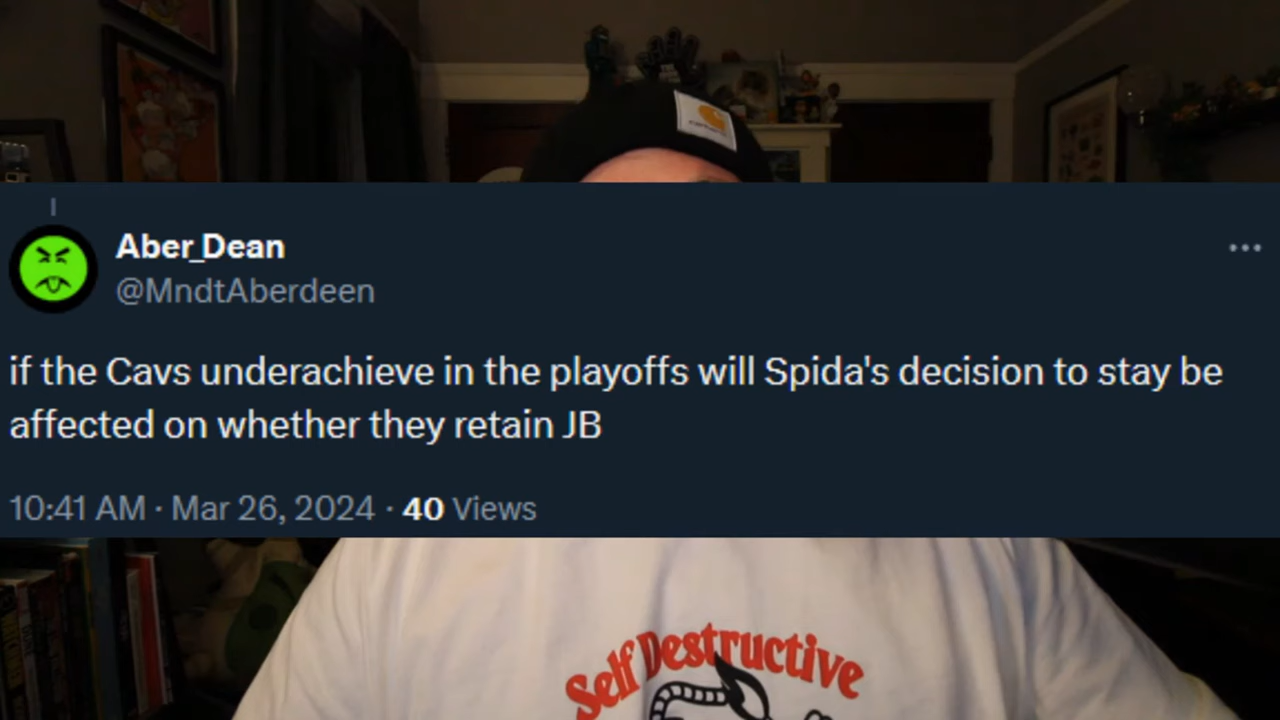 carhartt
Aber_Dean
@MndtAberdeen
if the Cavs underachieve in the playoffs will Spida's decision to stay be
affected on whether they retain JB
10:41 AM · Mar 26, 2024 · 40 Views
Self Destructive